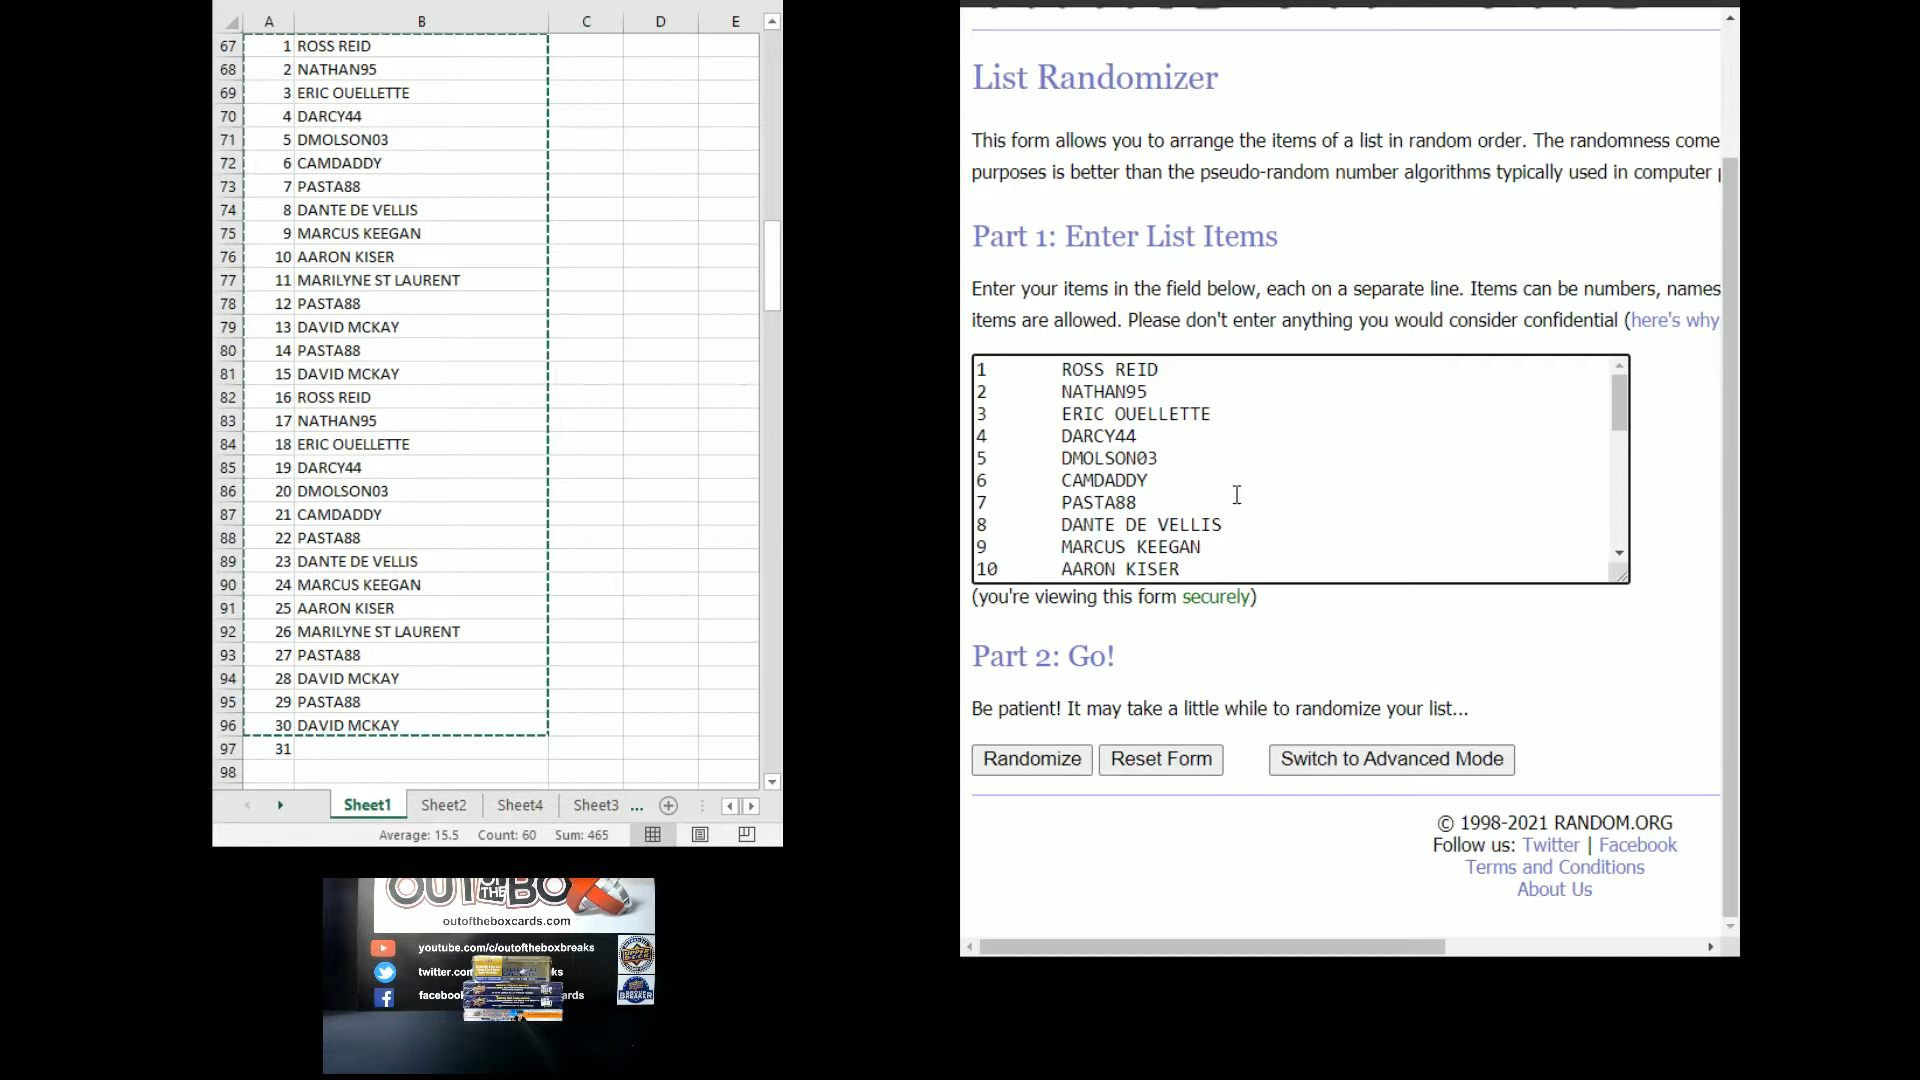 A B C D E
67 1 ROSS REID
68 2 NATHAN95
69 3 ERIC OUELLETTE
70 4 DARCY44
71 5 DMOLSON03
72 6 CAMDADDY
73 7 PASTA88
74 8 DANTE DE VELLIS
75 9 MARCUS KEEGAN
76 10 AARON KISER
77 11 MARILYNE ST LAURENT
78 12 PASTA88
79 13 DAVID MCKAY
80 14 PASTA88
81 15 DAVID MCKAY
82 16 ROSS REID
83 17 NATHAN95
84 18 ERIC OUELLETTE
85 19 DARCY44
86 20 DMOLSON03
87 21 CAMDADDY
88 22 PASTA88
89 23 DANTE DE VELLIS
90 24 MARCUS KEEGAN
91 25 AARON KISER
92 26 MARILYNE ST LAURENT
93 27 PASTA88
94 28 DAVID MCKAY
95 29 PASTA88
96 30 DAVID MCKAY
97 31
98
Sheet1 Sheet2 Sheet4 Sheet3 ...
Average: 15.5 Count: 60 Sum: 465
OUT OF THE BOX
outoftheboxcards.com
youtube.com/c/outoftheboxbreaks
twitter.com ks
facebook ards
List Randomizer
This form allows you to arrange the items of a list in random order. The randomness come
purposes is better than the pseudo-random number algorithms typically used in computer
Part 1: Enter List Items
Enter your items in the field below, each on a separate line. Items can be numbers, names
items are allowed. Please don't enter anything you would consider confidential (here's why
1 ROSS REID
2 NATHAN95
3 ERIC OUELLETTE
4 DARCY44
5 DMOLSON03
6 CAMDADDY
7 PASTA88
8 DANTE DE VELLIS
9 MARCUS KEEGAN
10 AARON KISER
(you're viewing this form securely)
Part 2: Go!
Be patient! It may take a little while to randomize your list...
Randomize Reset Form Switch to Advanced Mode
© 1998-2021 RANDOM.ORG
Follow us: Twitter | Facebook
Terms and Conditions
About Us